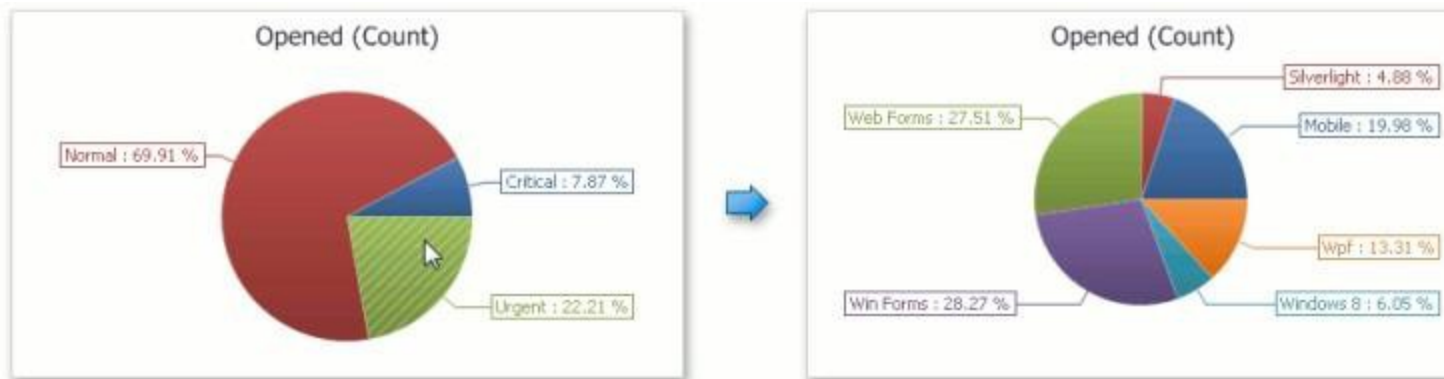 Opened (Count)
Normal : 69.91 %
Critical : 7.87 %
Urgent : 22.21 %
Opened (Count)
Silverlight : 4.88 %
Web Forms : 27.51 %
Mobile : 19.98 %
Wpf : 13.31 %
Win Forms : 28.27 %
Windows 8 : 6.05 %